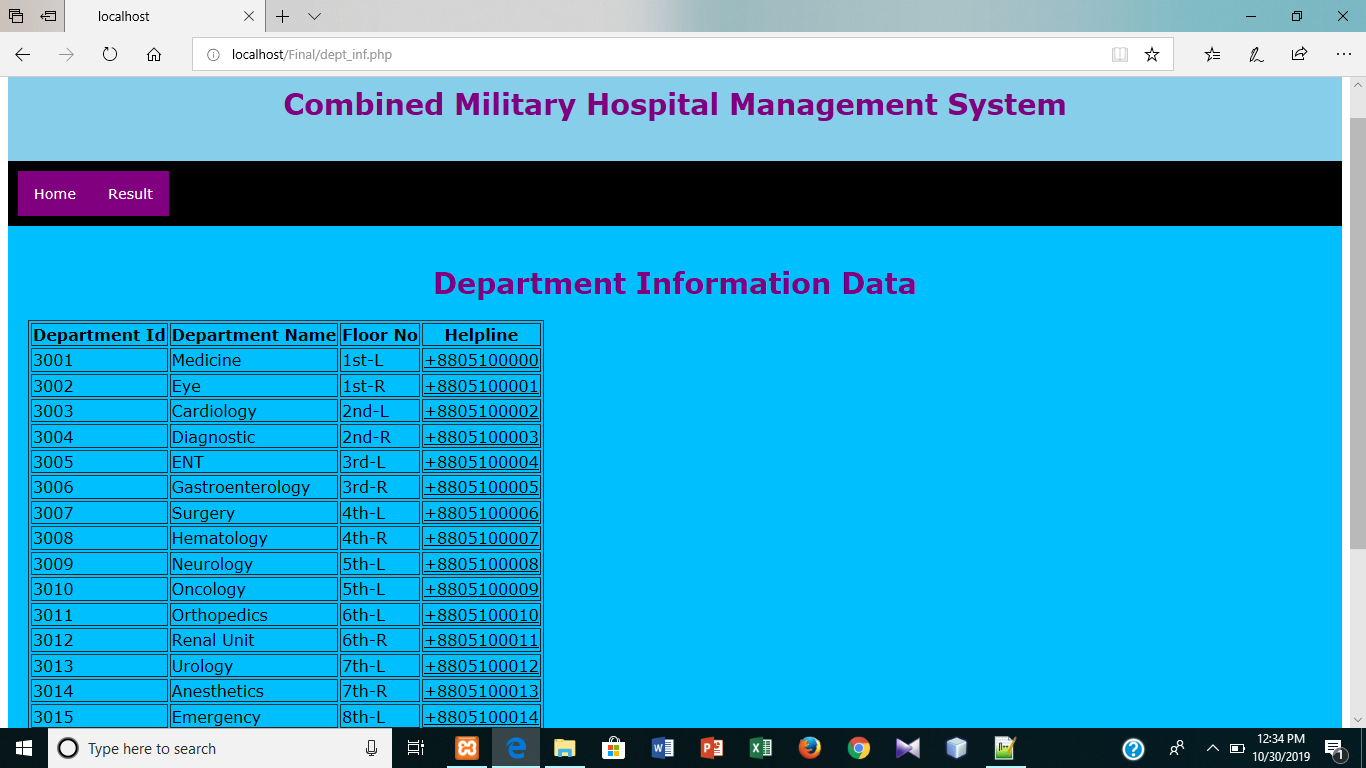 localhost
localhost/Final/dept_inf.php
Combined Military Hospital Management System
Home Result
Department Information Data
Department Id Department Name Floor No Helpline
3001 Medicine 1st-L +8805100000
3002 Eye 1st-R +8805100001
3003 Cardiology 2nd-L +8805100002
3004 Diagnostic 2nd-R +8805100003
3005 ENT 3rd-L +8805100004
3006 Gastroenterology 3rd-R +8805100005
3007 Surgery 4th-L +8805100006
3008 Hematology 4th-R +8805100007
3009 Neurology 5th-L +8805100008
3010 Oncology 5th-L +8805100009
3011 Orthopedics 6th-L +8805100010
3012 Renal Unit 6th-R +8805100011
3013 Urology 7th-L +8805100012
3014 Anesthetics 7th-R +8805100013
3015 Emergency 8th-L +8805100014
Type here to search
12:34 PM
10/30/2019
1